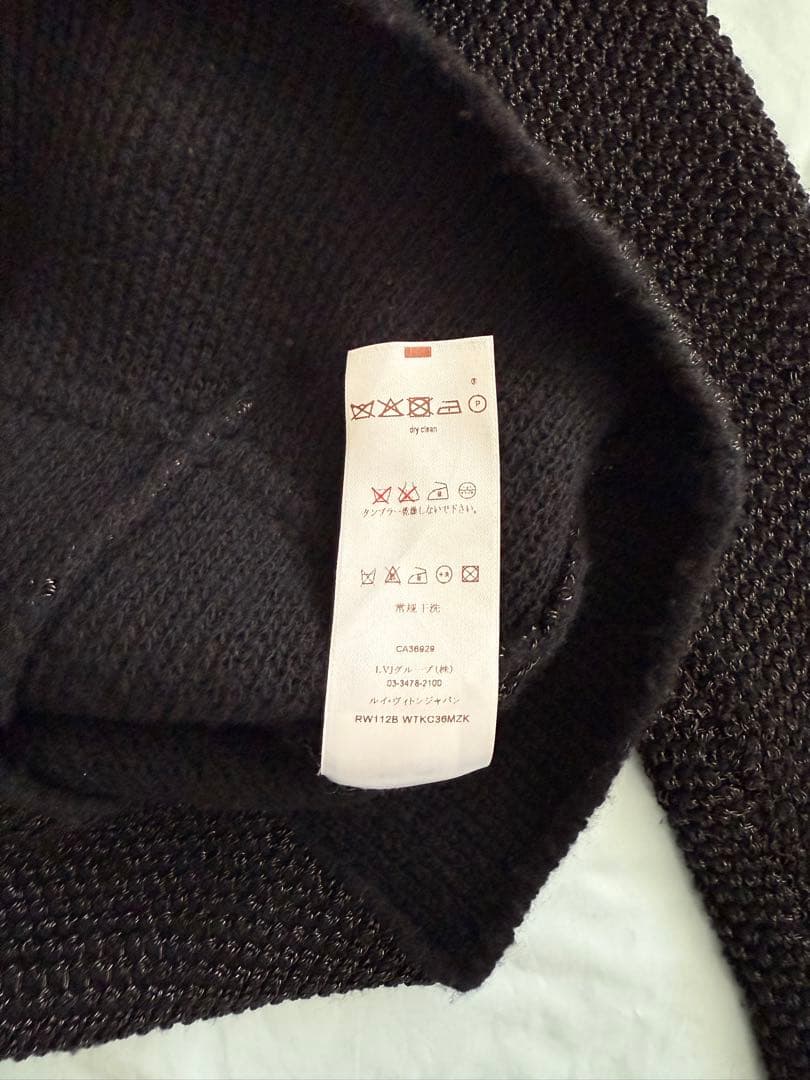 P
dry clean
タンブラー乾燥しないで下さい。
常规干洗
CA36929
LVJグループ(株)
03-3478-2100
ルイ・ヴィトンジャパン
RW112B WTKC36MZK